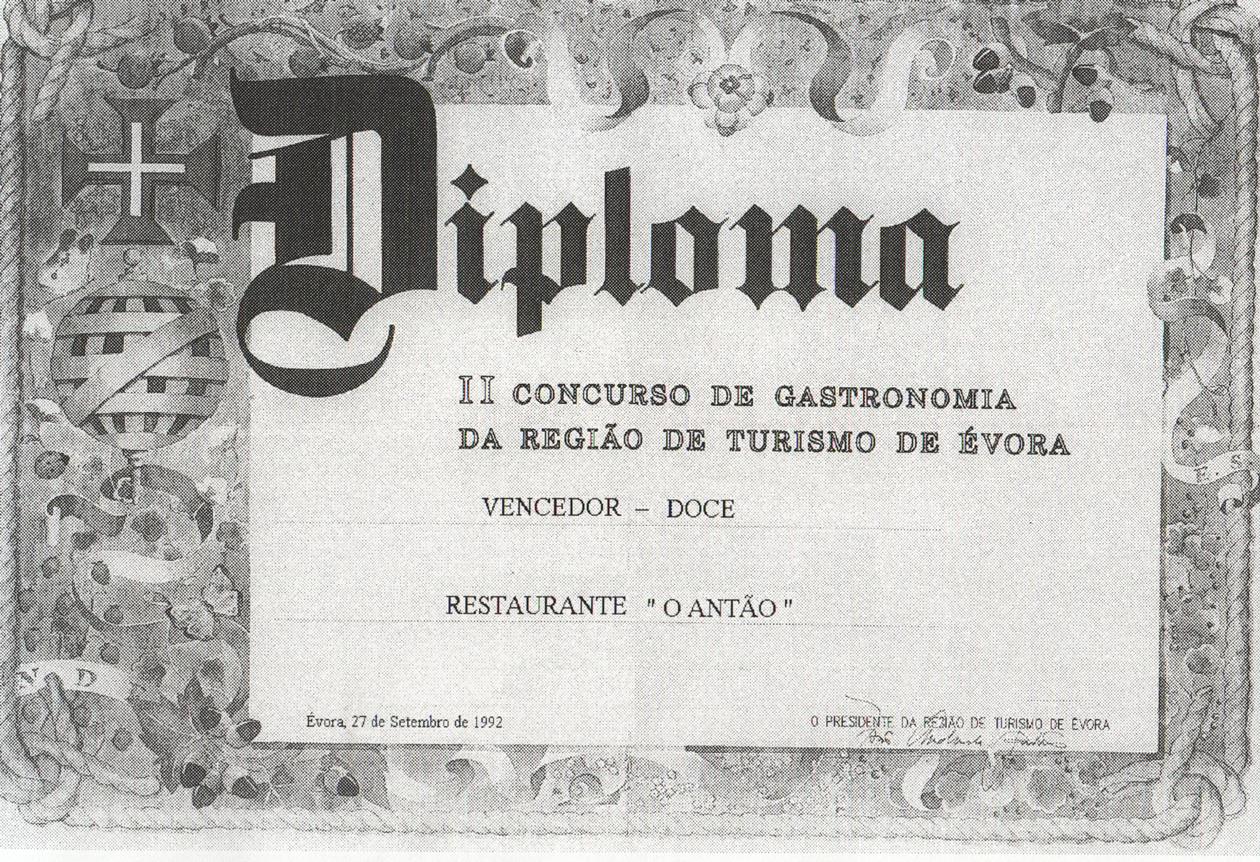 Diploma
II CONCURSO DE GASTRONOMIA
DA REGIÃO DE TURISMO DE ÉVORA
VENCEDOR – DOCE
RESTAURANTE " O ANTÃO "
Évora, 27 de Setembro de 1992
O PRESIDENTE DA REGIÃO DE TURISMO DE ÉVORA
E. S
N D